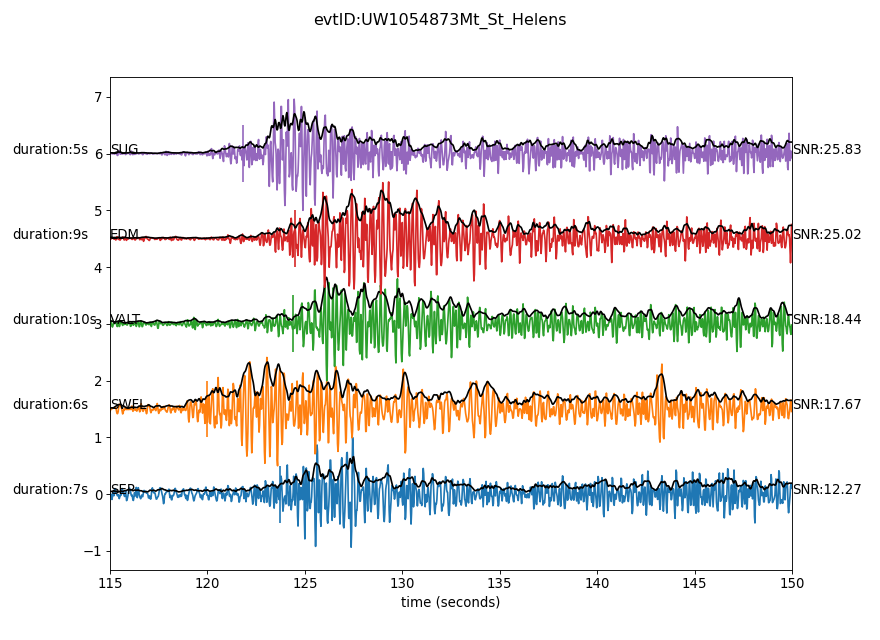 evtID:UW1054873Mt_St_Helens
7
duration:5s SUG SNR:25.83
6
5
duration:9s EDM SNR:25.02
4
duration:10s VALT SNR:18.44
3
2
duration:6s SWFL SNR:17.67
1
duration:7s SEP SNR:12.27
0
−1
115 120 125 130 135 140 145 150
time (seconds)